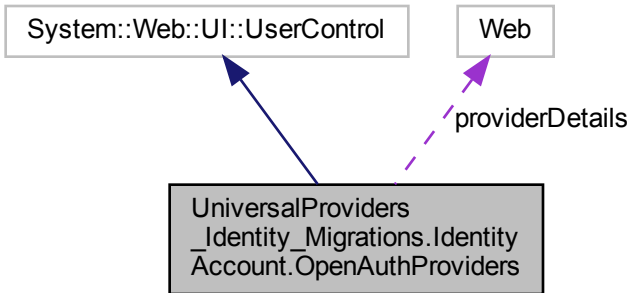 System::Web::UI::UserControl
Web
providerDetails
UniversalProviders
_Identity_Migrations.Identity
Account.OpenAuthProviders